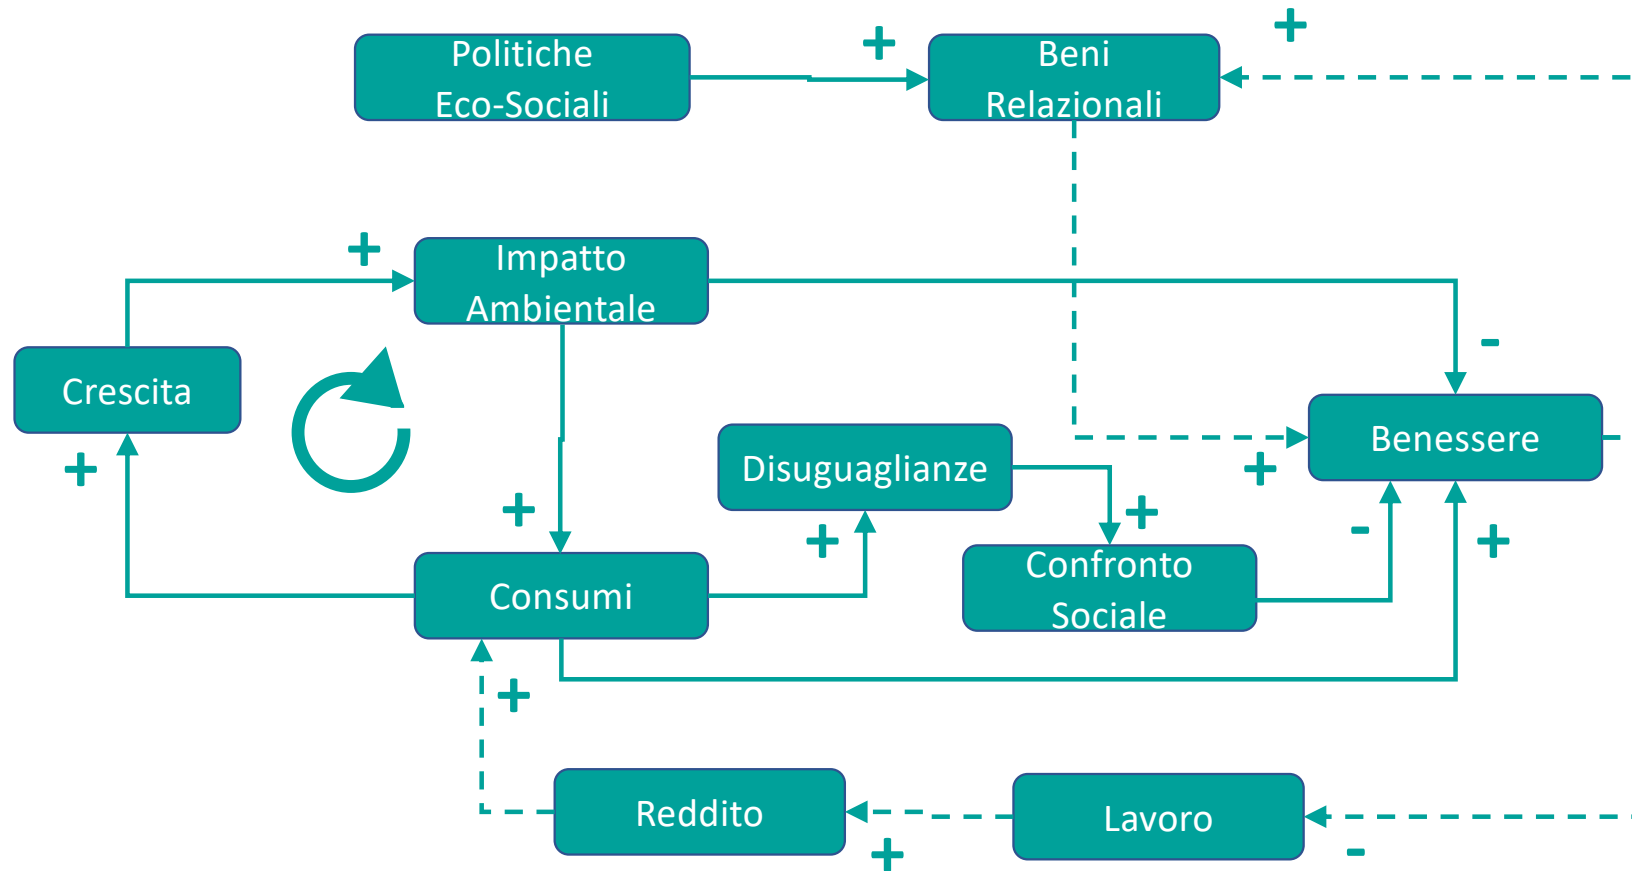 +
+
Politiche
Eco-Sociali
Beni
Relazionali
+
Impatto
Ambientale
-
Crescita
+
Disuguaglianze
Benessere
+
+
+
+
-
+
Confronto
Sociale
Consumi
+
Reddito
Lavoro
+
-